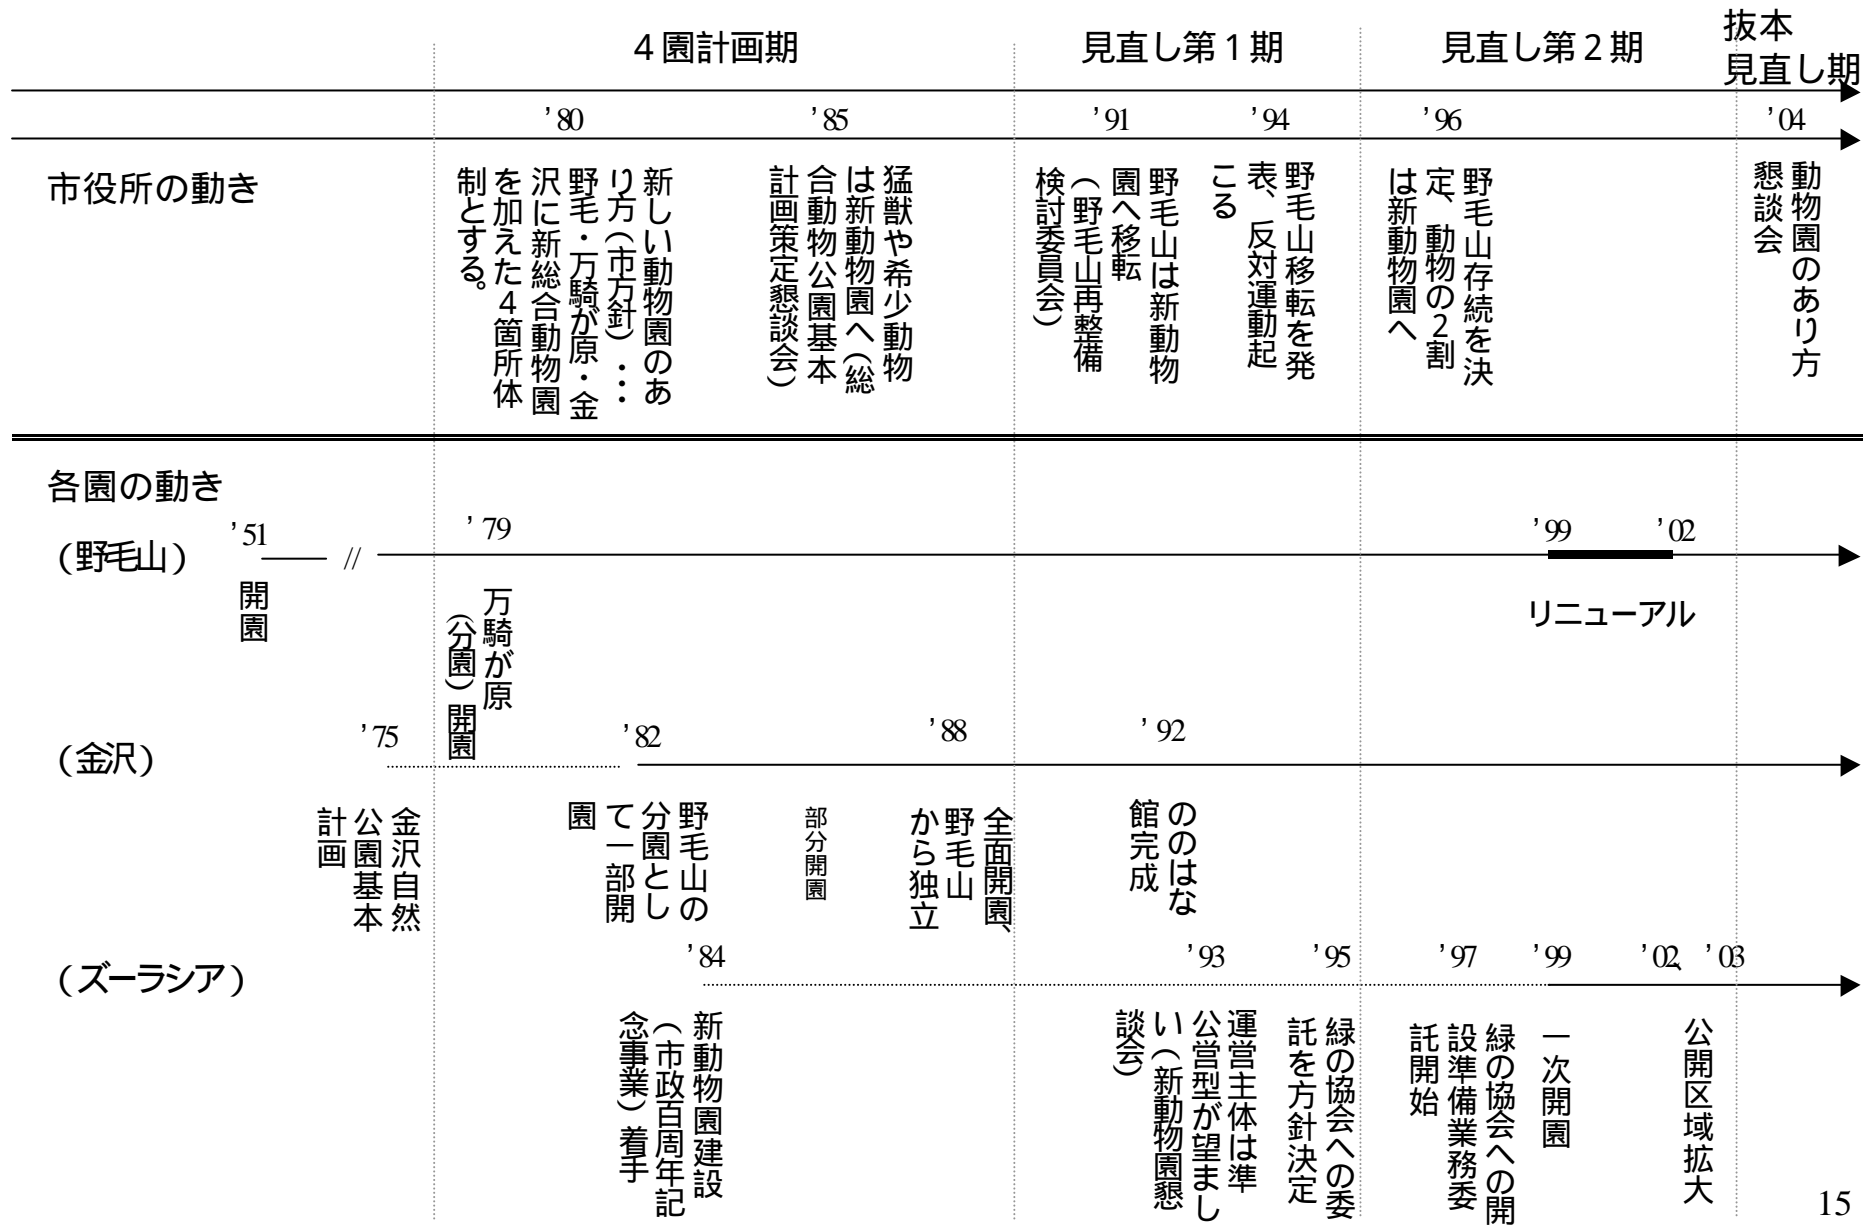 4園計画期
見直し第1期
見直し第2期
抜本
見直し期
’80
’85
’91
’94
’96
’04
市役所の動き
新しい動物園のあ
り方(市方針)・・・
野毛・万騎が原・金
沢に新総合動物園
を加えた4箇所体
制とする。
猛獣や希少動物
は新動物園へ(総
合動物公園基本
計画策定懇談会)
野毛山は新動物
園へ移転
(野毛山再整備
検討委員会)
野毛山移転を発
表、反対運動起
こる
野毛山存続を決
定、動物の2割
は新動物園へ
動物園のあり方
懇談会
各園の動き
(野毛山)
’51
//
’79
’99
’02
開園
万騎が原
(分園)開園
リニューアル
(金沢)
’75
’82
’88
’92
金沢自然
公園基本
計画
野毛山の
分園とし
て一部開
園
部分開園
全面開園、
野毛山
から独立
ののはな
館完成
(ズーラシア)
’84
’93
’95
’97
’99
’02、’03
新動物園建設
(市政百周年記
念事業)着手
運営主体は準
公営型が望まし
い(新動物園懇
談会)
緑の協会への委
託を方針決定
緑の協会への開
設準備業務委
託開始
一次開園
公開区域拡大
15